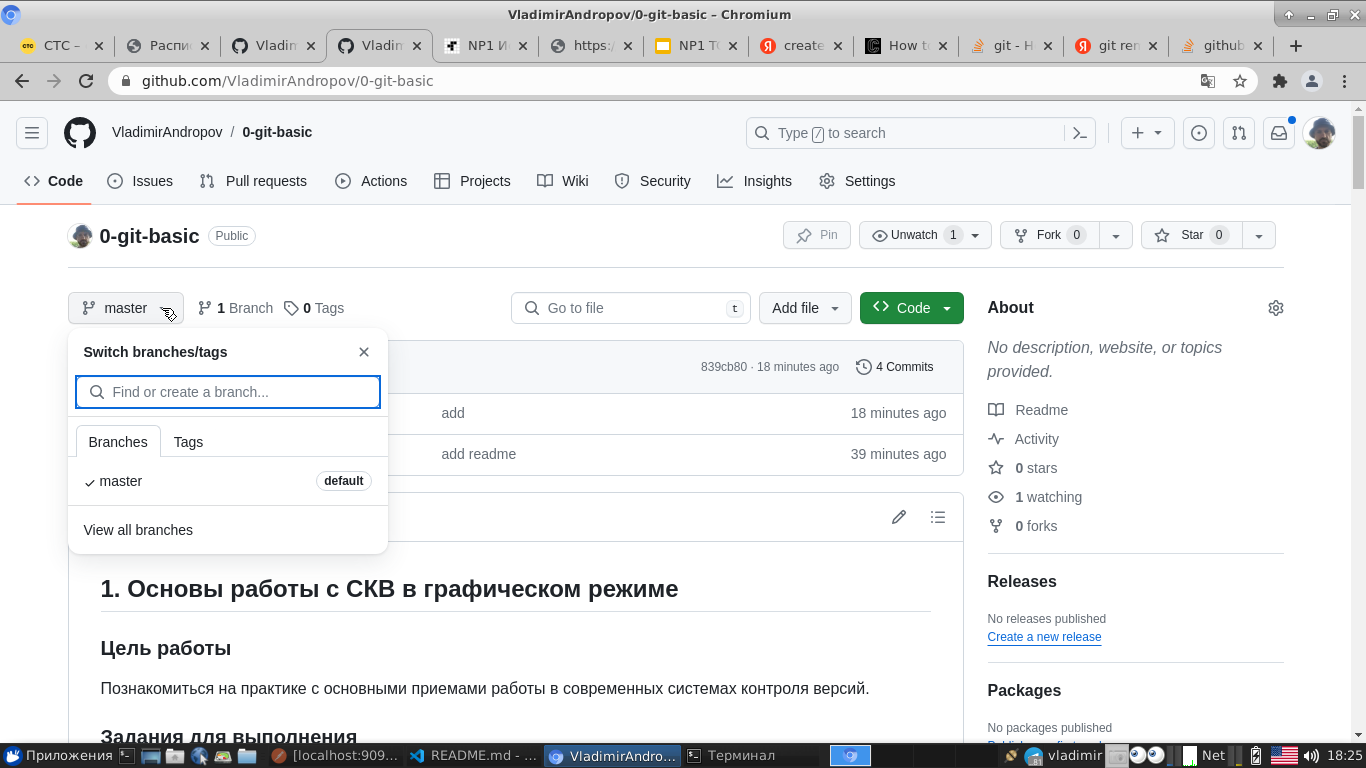 VladimirAndropov/0-git-basic – Chromium
СТС –
Распи
Vladim
Vladim
NP1 И
https:/
NP1 T
create
How t
git - H
git ren
github
github.com/VladimirAndropov/0-git-basic
VladimirAndropov / 0-git-basic
Type / to search
Code Issues Pull requests Actions Projects Wiki Security Insights Settings
0-git-basic Public
Pin Unwatch 1 Fork 0 Star 0
master 1 Branch 0 Tags Go to file t Add file Code
Switch branches/tags
Find or create a branch...
Branches Tags
master default
View all branches
839cb80 · 18 minutes ago 4 Commits
add 18 minutes ago
add readme 39 minutes ago
1. Основы работы с СКВ в графическом режиме
Цель работы
Познакомиться на практике с основными приемами работы в современных системах контроля версий.
Задания для выполнения
About
No description, website, or topics
provided.
Readme
Activity
0 stars
1 watching
0 forks
Releases
No releases published
Create a new release
Packages
No packages published
Приложения [localhost:909... README.md - ... VladimirAndro... Терминал 81 vladimir Net 18:25